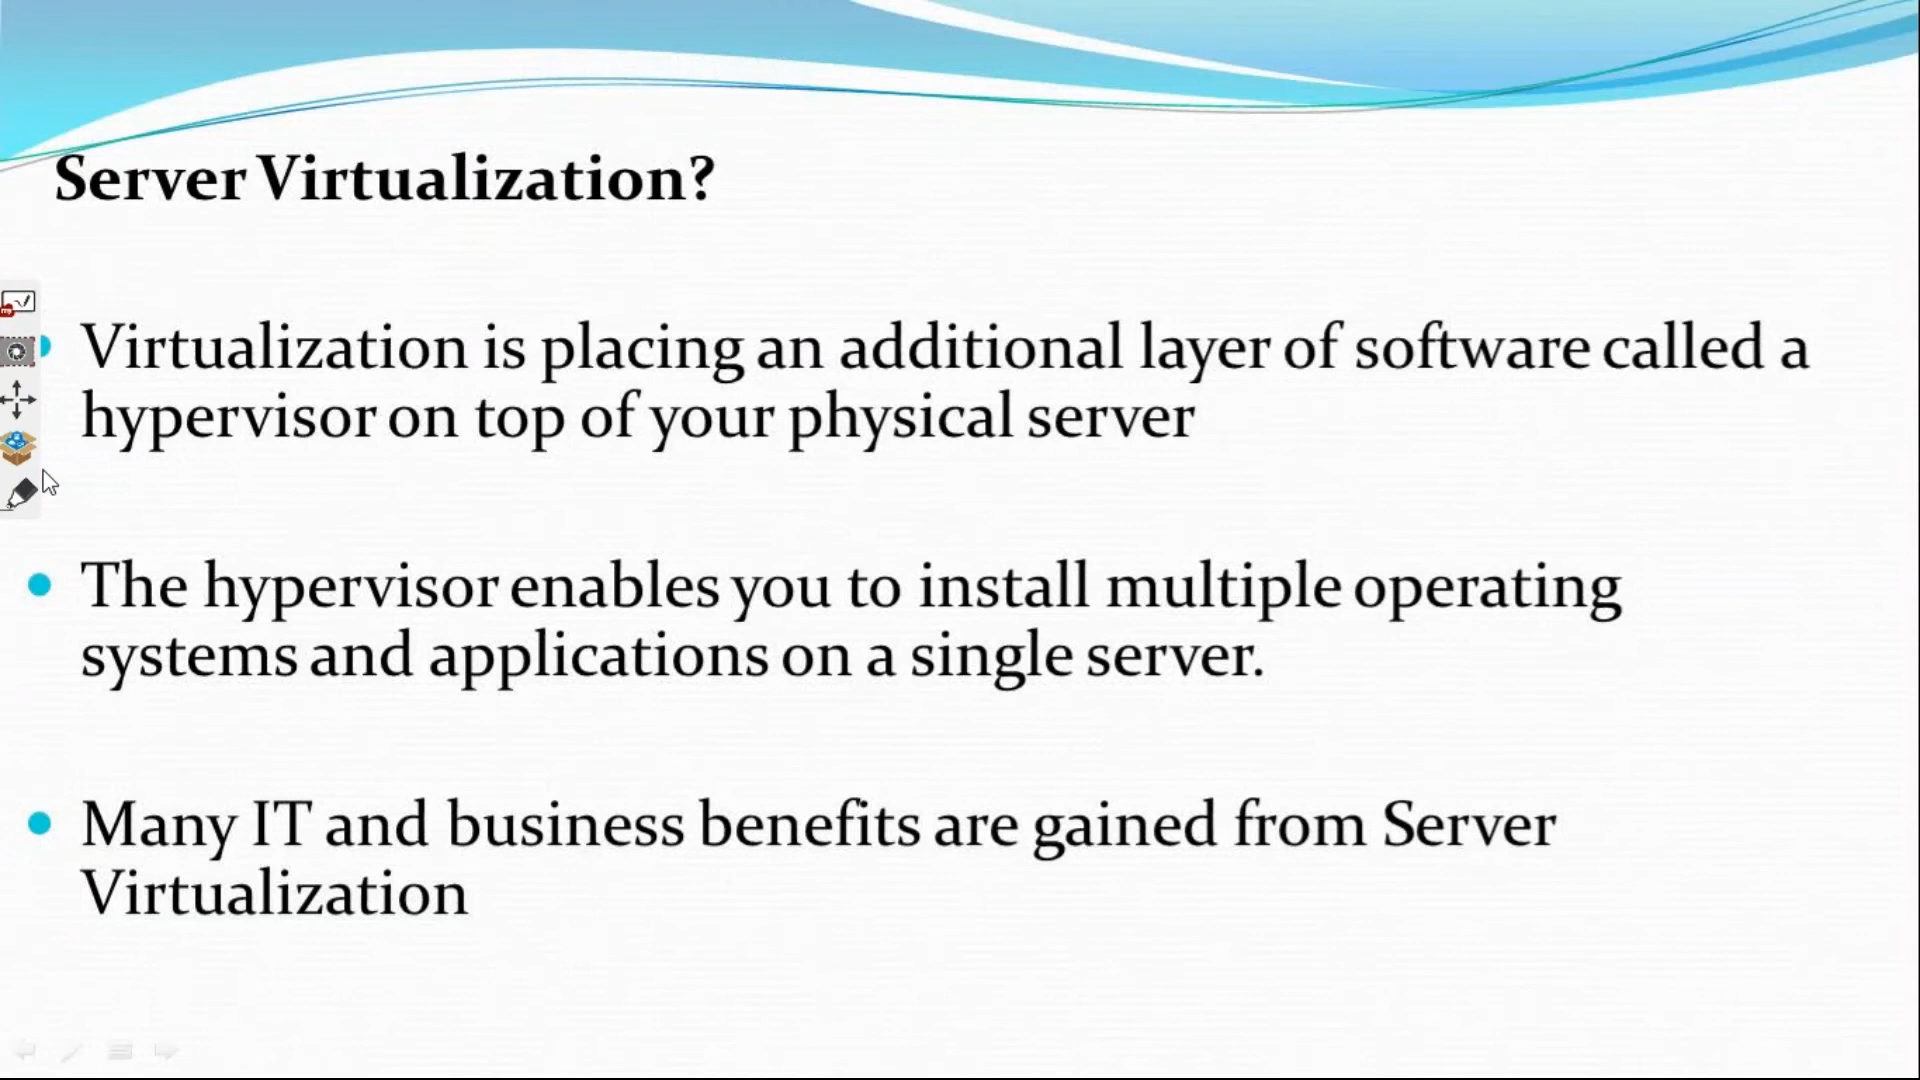 Server Virtualization?
Virtualization is placing an additional layer of software called a
hypervisor on top of your physical server
The hypervisor enables you to install multiple operating
systems and applications on a single server.
Many IT and business benefits are gained from Server
Virtualization